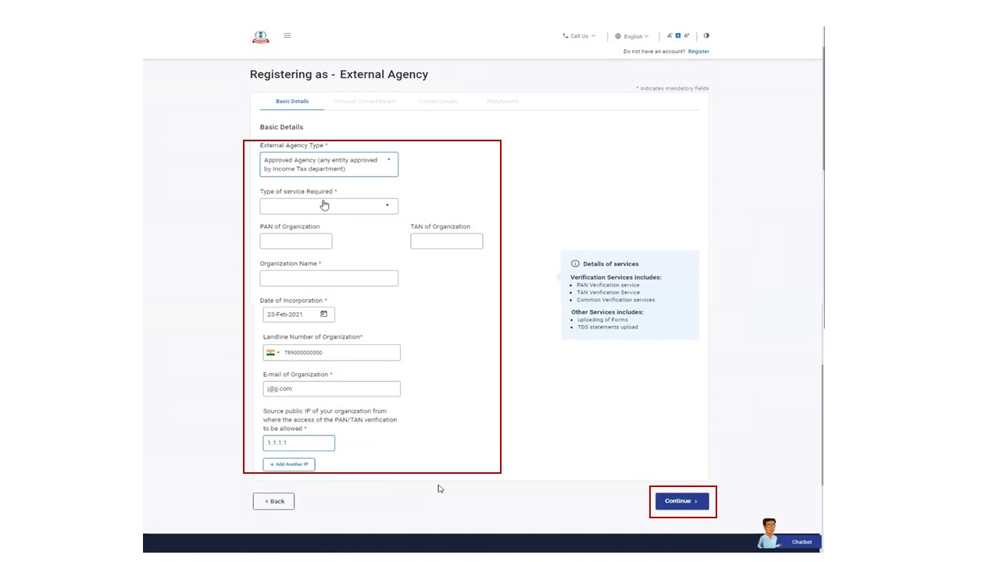 Call Us
English
A- A A+
Do not have an account? Register
Registering as - External Agency
* Indicates mandatory fields
Basic Details
Principal Contact Details
Contact Details
Attachments
Basic Details
External Agency Type *
Approved Agency (any entity approved
by Income Tax department)
Type of service Required *
PAN of Organization
TAN of Organization
Organization Name *
Date of Incorporation *
23-Feb-2021
Landline Number of Organization*
789000000000
E-mail of Organization *
j@jj.com
Source public IP of your organization from
where the access of the PAN/TAN verification
to be allowed *
1.1.1.1
+ Add Another IP
Details of services
Verification Services includes:
• PAN Verification service
• TAN Verification Service
• Common Verification services
Other Services includes:
• uploading of Forms
• TDS statements upload
< Back
Continue >
Chatbot